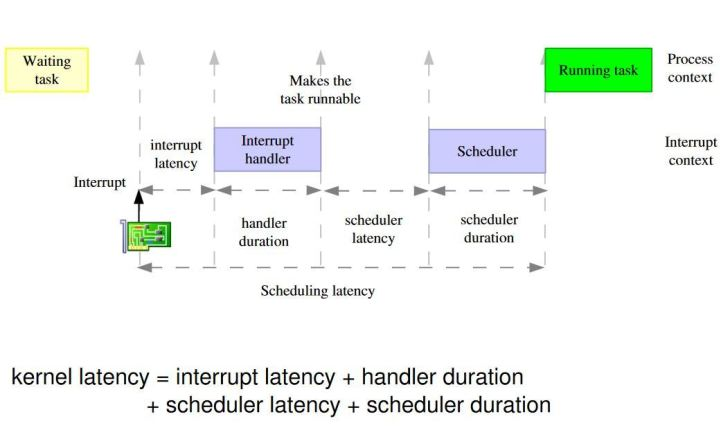 Waiting
task
Makes the
task runnable
Running task
Process
context
interrupt
latency
Interrupt
handler
Scheduler
Interrupt
context
Interrupt
handler
duration
scheduler
latency
scheduler
duration
Scheduling latency
kernel latency = interrupt latency + handler duration
+ scheduler latency + scheduler duration